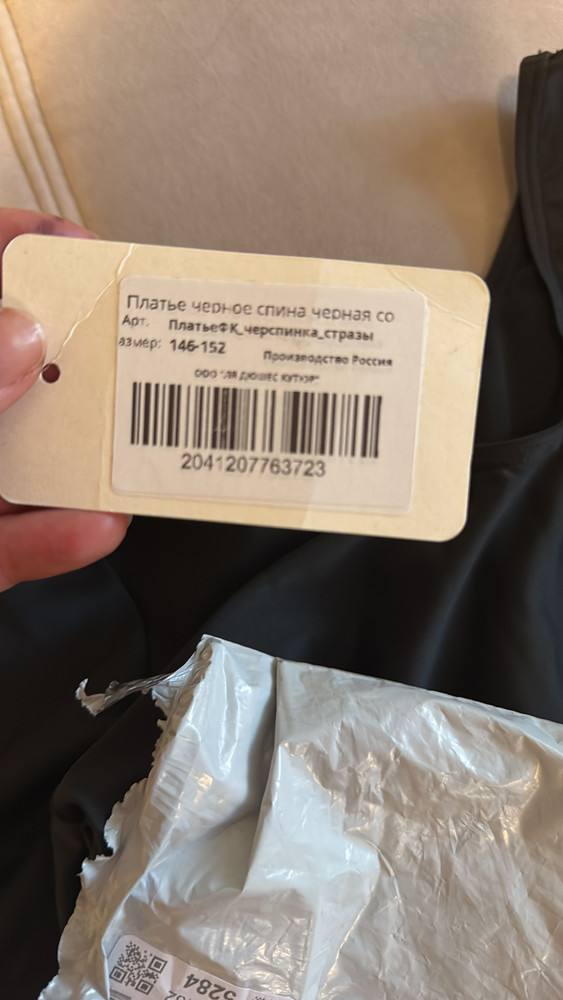 Платье черное спина черная со
Арт. ПлатьеФК_черспинка_стразы
азмер: 146-152 Производство Россия
ООО "ЛЯ ДЮШЕС КУТЮР"
2041207763723
5284